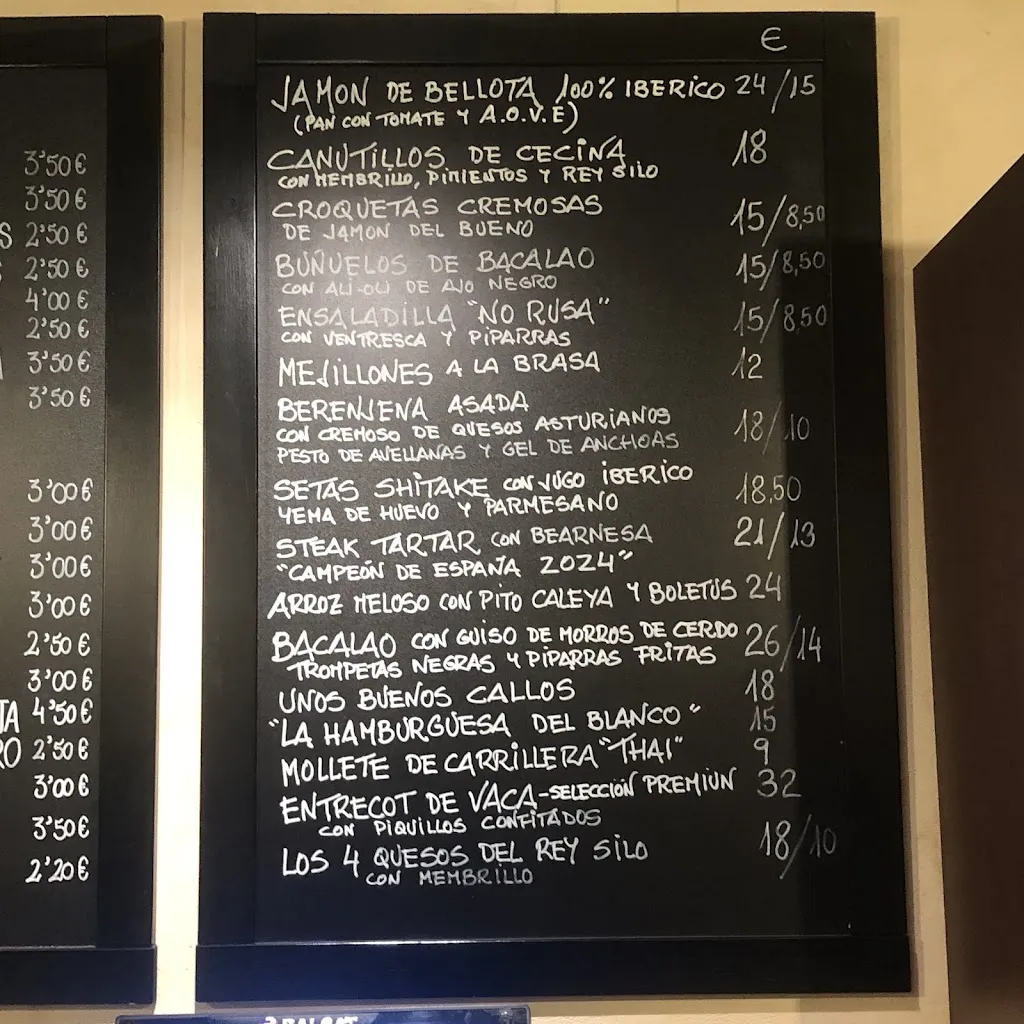 3'50€
3'50€
S 2'50€
2'50€
4'00€
2'50€
3'50€
3'50€
3'00€
3'00€
3'00€
3'00€
2'50€
3'00€
TA 4'50€
RO 2'50€
3'00€
3'50€
2'20€
€
JAMON DE BELLOTA 100% IBERICO 24/15
(PAN CON TOMATE Y A.O.V.E)
CANUTILLOS DE CECINA 18
CON MEMBRILLO, PIMIENTOS Y REY SILO
CROQUETAS CREMOSAS 15/8,50
DE JAMON DEL BUENO
BUÑUELOS DE BACALAO 15/8,50
CON ALI-OLI DE AJO NEGRO
ENSALADILLA "NO RUSA" 15/8,50
CON VENTRESCA Y PIPARRAS
MEJILLONES A LA BRASA 12
BERENJENA ASADA
CON CREMOSO DE QUESOS ASTURIANOS 18/10
PESTO DE AVELLANAS Y GEL DE ANCHOAS
SETAS SHITAKE CON JUGO IBERICO 18,50
YEMA DE HUEVO Y PARMESANO
STEAK TARTAR CON BEARNESA 21/13
"CAMPEÓN DE ESPAÑA 2024"
ARROZ MELOSO CON PITO CALEYA Y BOLETUS 24
BACALAO CON GUISO DE MORROS DE CERDO 26/14
TROMPETAS NEGRAS Y PIPARRAS FRITAS
UNOS BUENOS CALLOS 18
"LA HAMBURGUESA DEL BLANCO" 15
MOLLETE DE CARRILLERA "THAI" 9
ENTRECOT DE VACA-SELECCIÓN PREMIUN 32
CON PIQUILLOS CONFITADOS
LOS 4 QUESOS DEL REY SILO 18/10
CON MEMBRILLO